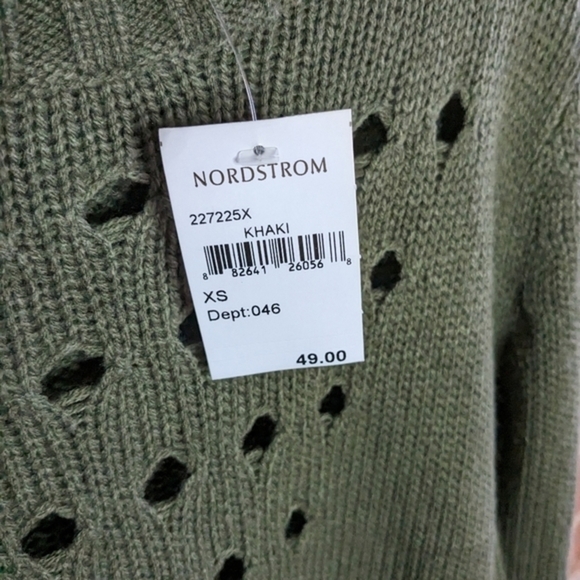 NORDSTROM
227225X
KHAKI
8 82641 26056 8
XS
Dept:046
49.00